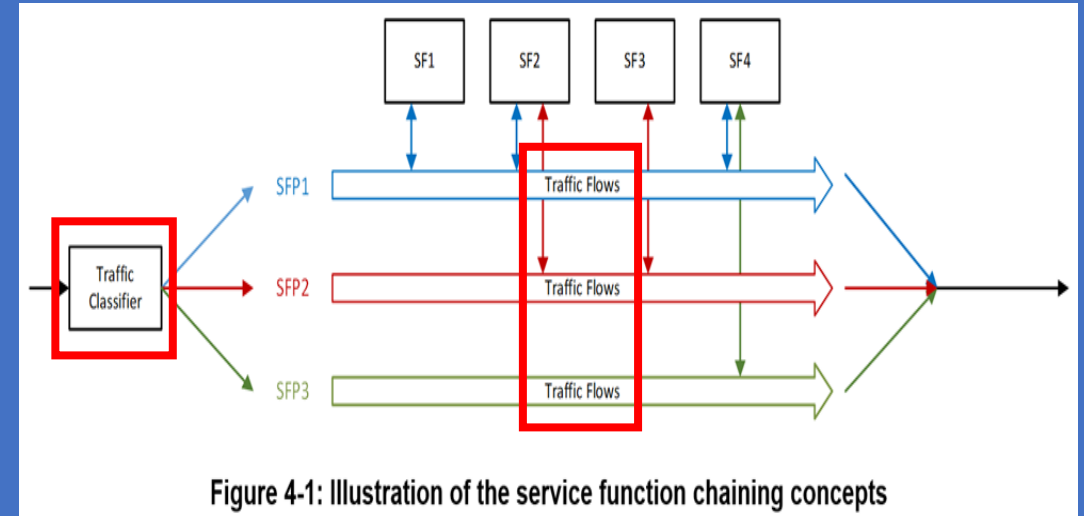 SF1
SF2
SF3
SF4
SFP1
Traffic Flows
Traffic
Classifier
SFP2
Traffic Flows
SFP3
Traffic Flows
Figure 4-1: Illustration of the service function chaining concepts